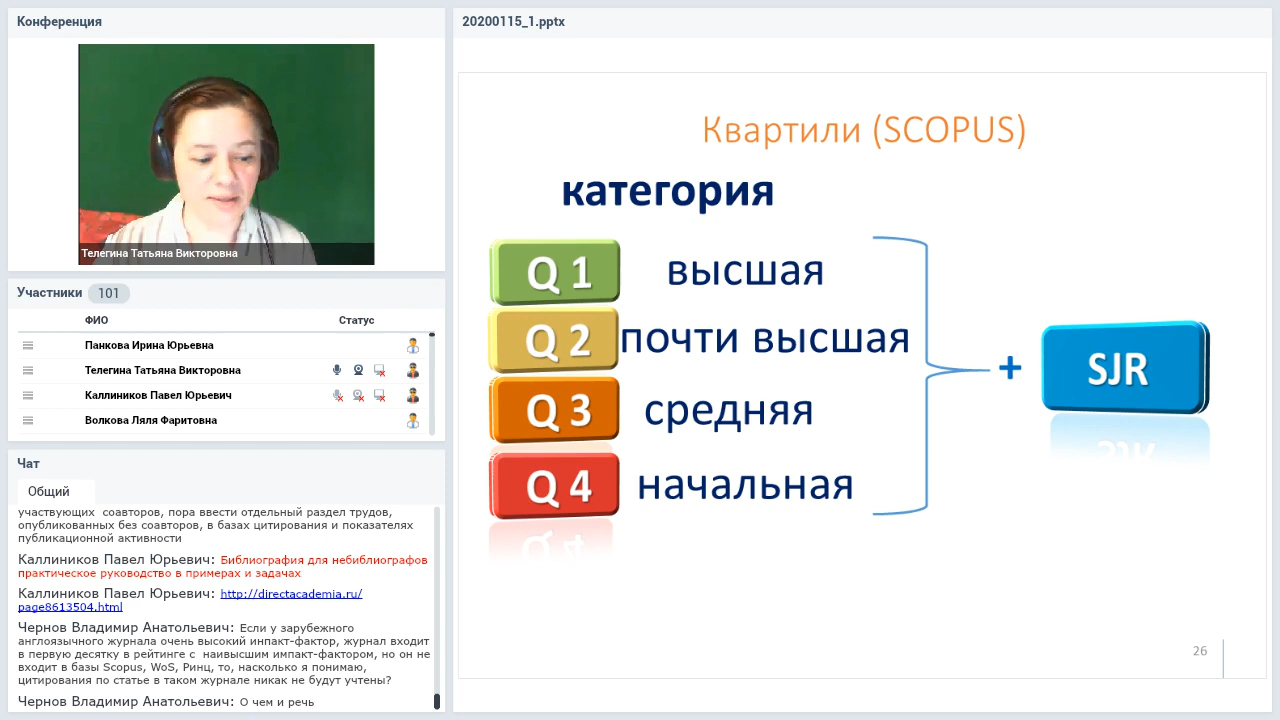 Конференция
Телегина Татьяна Викторовна
Участники 101
ФИО Статус
Панкова Ирина Юрьевна
Телегина Татьяна Викторовна
Каллиников Павел Юрьевич
Волкова Ляля Фаритовна
Чат
Общий
участвующих соавторов, пора ввести отдельный раздел трудов,
опубликованных без соавторов, в базах цитирования и показателях
публикационной активности
Каллиников Павел Юрьевич: Библиография для небиблиографов
практическое руководство в примерах и задачах
Каллиников Павел Юрьевич: http://directacademia.ru/
page8613504.html
Чернов Владимир Анатольевич: Если у зарубежного
англоязычного журнала очень высокий инпакт-фактор, журнал входит
в первую десятку в рейтинге с наивысшим импакт-фактором, но он не
входит в базы Scopus, WoS, Ринц, то, насколько я понимаю,
цитирования по статье в таком журнале никак не будут учтены?
Чернов Владимир Анатольевич: О чем и речь
20200115_1.pptx
Квартили (SCOPUS)
категория
Q 1 высшая
Q 2 почти высшая
Q 3 средняя
Q 4 начальная
+ SJR
26